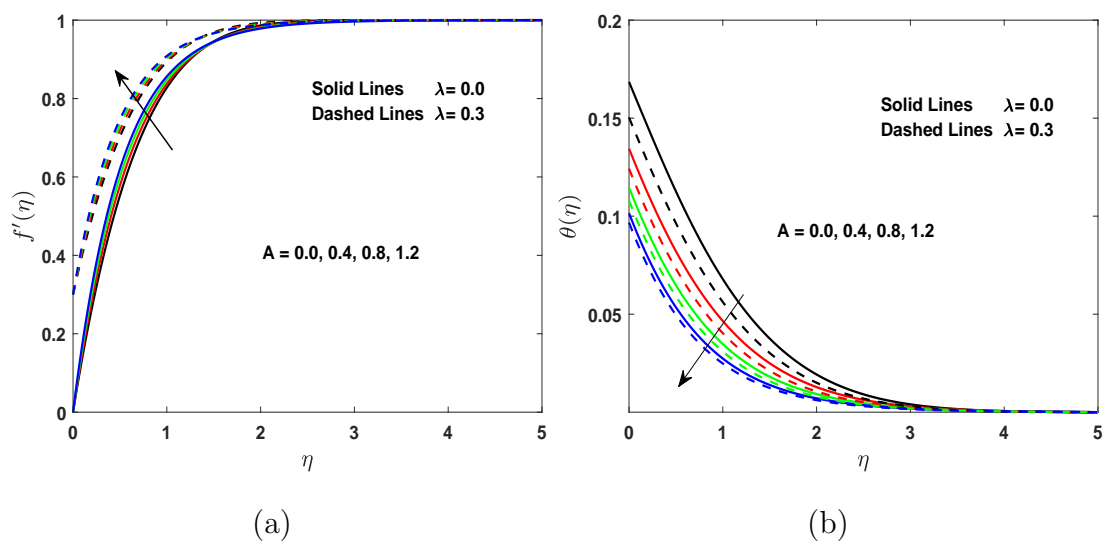 1
0.8
0.6
0.4
0.2
0
0 1 2 3 4 5
f′(η)
η
Solid Lines λ= 0.0
Dashed Lines λ= 0.3
A = 0.0, 0.4, 0.8, 1.2
(a)
0.2
0.15
0.1
0.05
0 1 2 3 4 5
θ(η)
η
Solid Lines λ= 0.0
Dashed Lines λ= 0.3
A = 0.0, 0.4, 0.8, 1.2
(b)